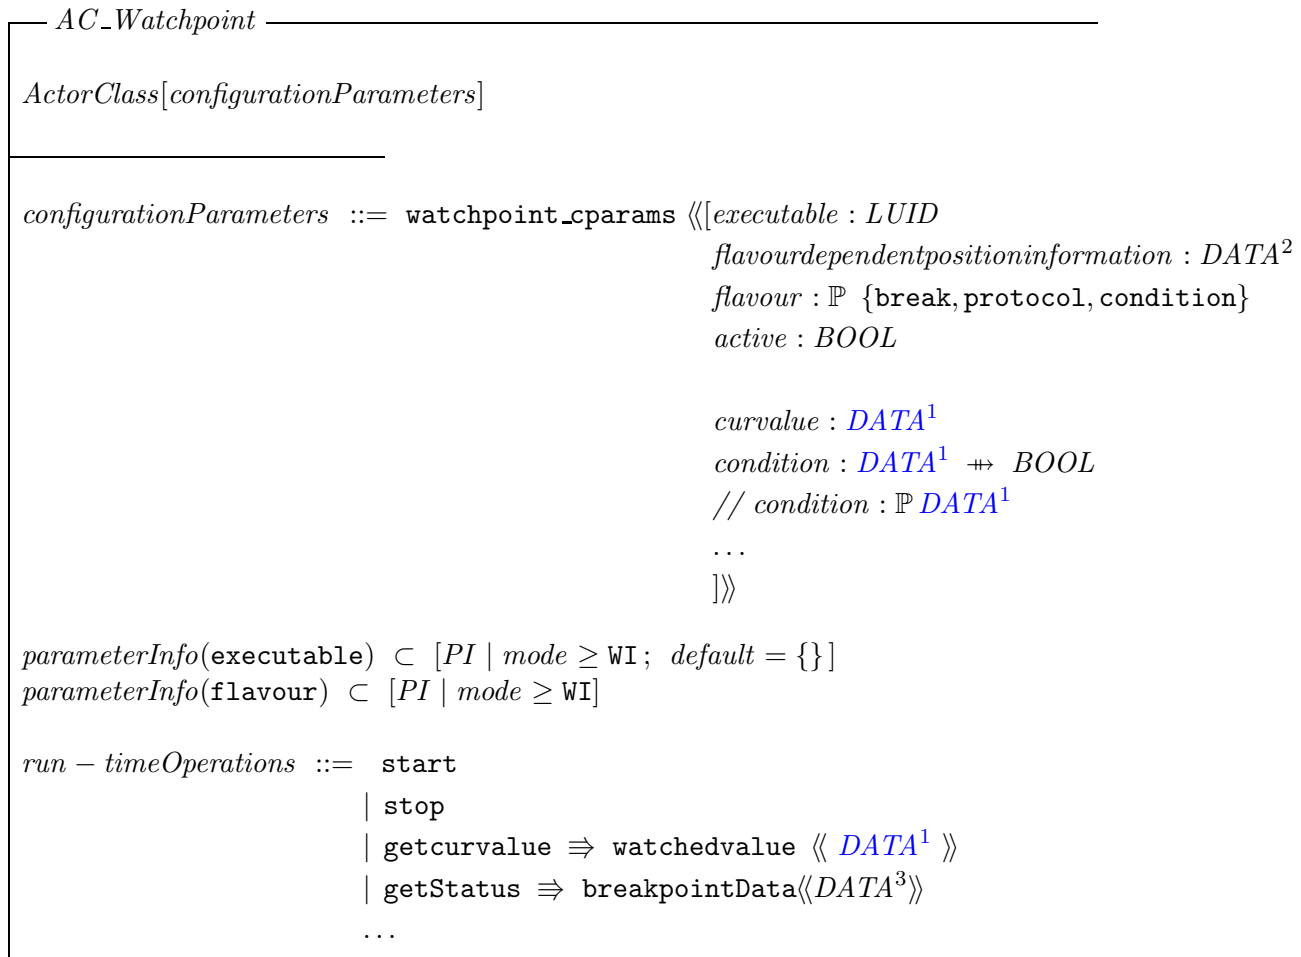 AC_Watchpoint
ActorClass[configurationParameters]
configurationParameters ::= watchpoint_cparams ⟪[executable : LUID
flavourdependentpositioninformation : DATA²
flavour : ℙ {break, protocol, condition}
active : BOOL
curvalue : DATA¹
condition : DATA¹ ⇻ BOOL
// condition : ℙ DATA¹
. . .
]⟫
parameterInfo(executable) ⊂ [PI | mode ≥ WI ; default = {} ]
parameterInfo(flavour) ⊂ [PI | mode ≥ WI]
run − timeOperations ::= start
| stop
| getcurvalue ⇛ watchedvalue ⟪ DATA¹ ⟫
| getStatus ⇛ breakpointData⟪DATA³⟫
. . .